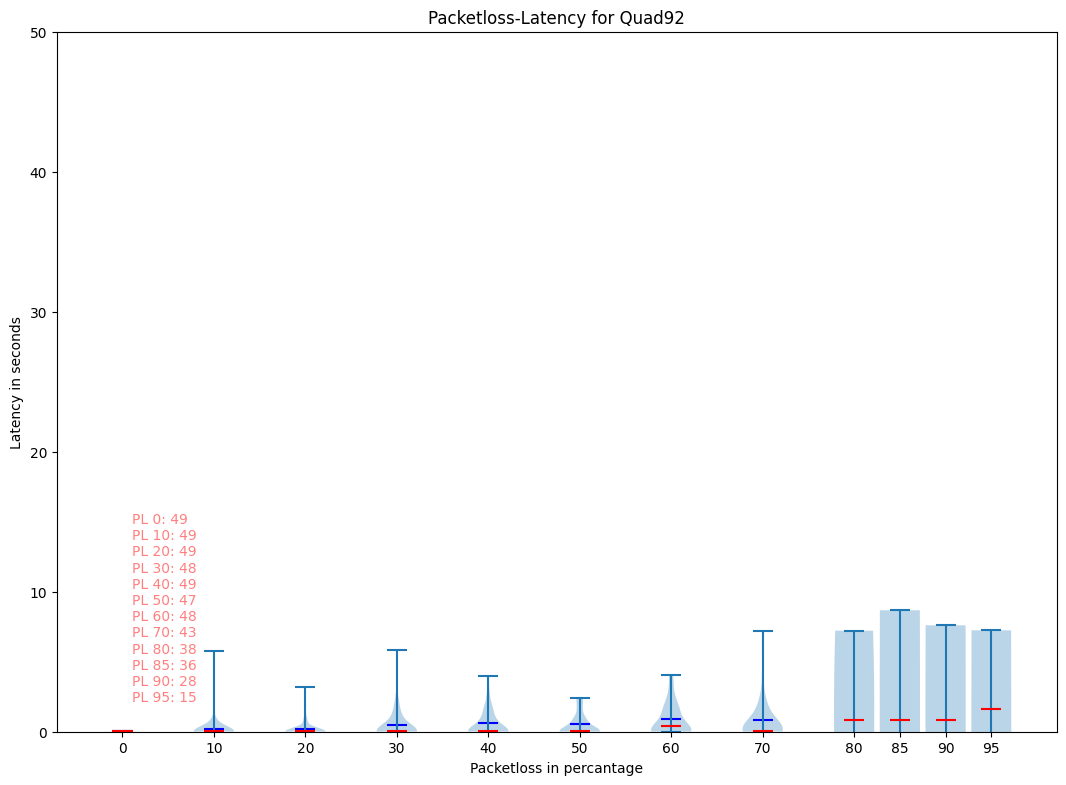 Packetloss-Latency for Quad92
50
40
30
20
10
0
Latency in seconds
PL 0: 49
PL 10: 49
PL 20: 49
PL 30: 48
PL 40: 49
PL 50: 47
PL 60: 48
PL 70: 43
PL 80: 38
PL 85: 36
PL 90: 28
PL 95: 15
0 10 20 30 40 50 60 70 80 85 90 95
Packetloss in percantage